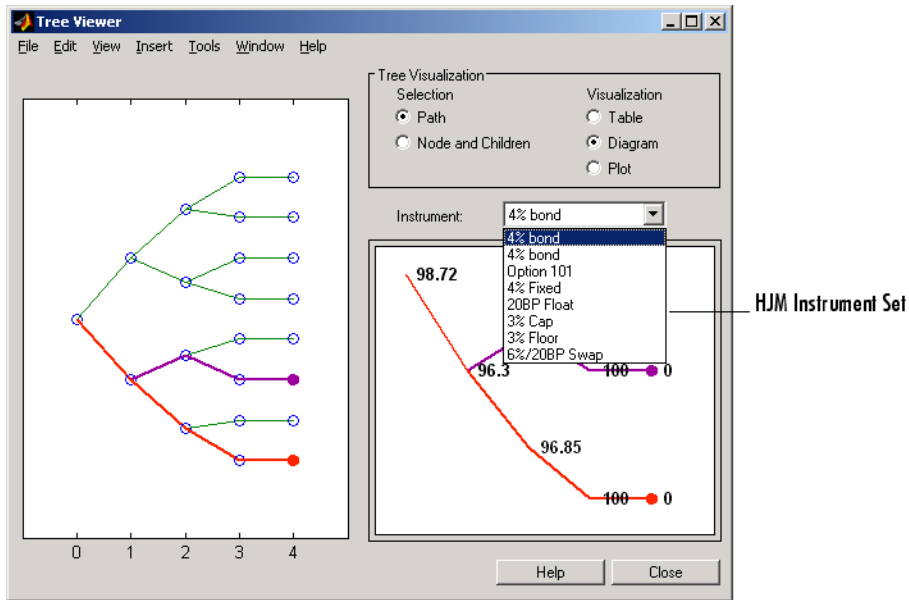 Tree Viewer
File Edit View Insert Tools Window Help
Tree Visualization
Selection
Visualization
Path
Table
Node and Children
Diagram
Plot
Instrument:
4% bond
4% bond
4% bond
Option 101
4% Fixed
20BP Float
3% Cap
3% Floor
6%/20BP Swap
HJM Instrument Set
98.72
96.3
100 0
96.85
100 0
0 1 2 3 4
Help
Close